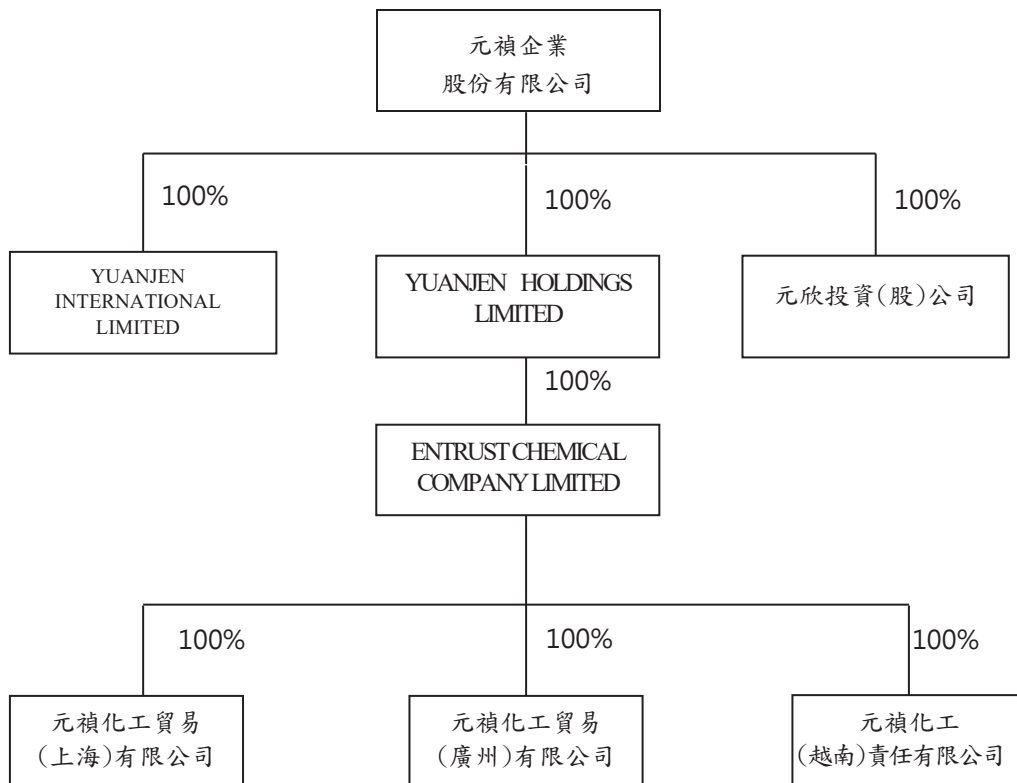 元禎企業
股份有限公司
100%
100%
100%
YUANJEN
INTERNATIONAL
LIMITED
YUANJEN HOLDINGS
LIMITED
元欣投資(股)公司
100%
ENTRUST CHEMICAL
COMPANY LIMITED
100%
100%
100%
元禎化工貿易
(上海)有限公司
元禎化工貿易
(廣州)有限公司
元禎化工
(越南)責任有限公司